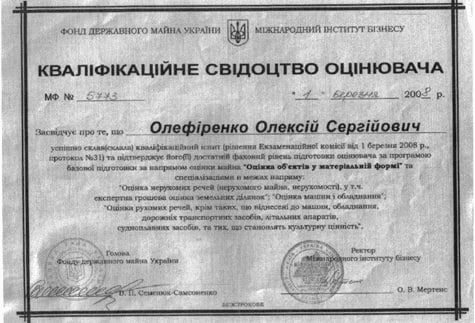 ФОНД ДЕРЖАВНОГО МАЙНА УКРАЇНИ МІЖНАРОДНИЙ ІНСТИТУТ БІЗНЕСУ
КВАЛІФІКАЦІЙНЕ СВІДОЦТВО ОЦІНЮВАЧА
МФ № 5773 "1" березня 2008 р.
Засвідчує про те, що Олефіренко Олексій Сергійович
успішно склав(склала) кваліфікаційний іспит (рішення Екзаменаційної комісії від 1 березня 2008 р.,
протокол №31) та підтверджує його(її) достатній фаховий рівень підготовки оцінювача за програмою
базової підготовки за напрямом оцінки майна "Оцінка об'єктів у матеріальній формі" та
спеціалізаціями в межах напряму:
"Оцінка нерухомих речей (нерухомого майна, нерухомості), у т.ч.
експертна грошова оцінка земельних ділянок"; "Оцінка машин і обладнання";
"Оцінка рухомих речей, крім таких, що віднесені до машин, обладнання,
дорожніх транспортних засобів, літальних апаратів,
судноплавних засобів, та тих, що становлять культурну цінність".
Голова
Фонду державного майна України
В. П. Семенюк-Самсоненко
Ректор
Міжнародного інституту бізнесу
О. В. Мертенс
БЕЗСТРОКОВЕ